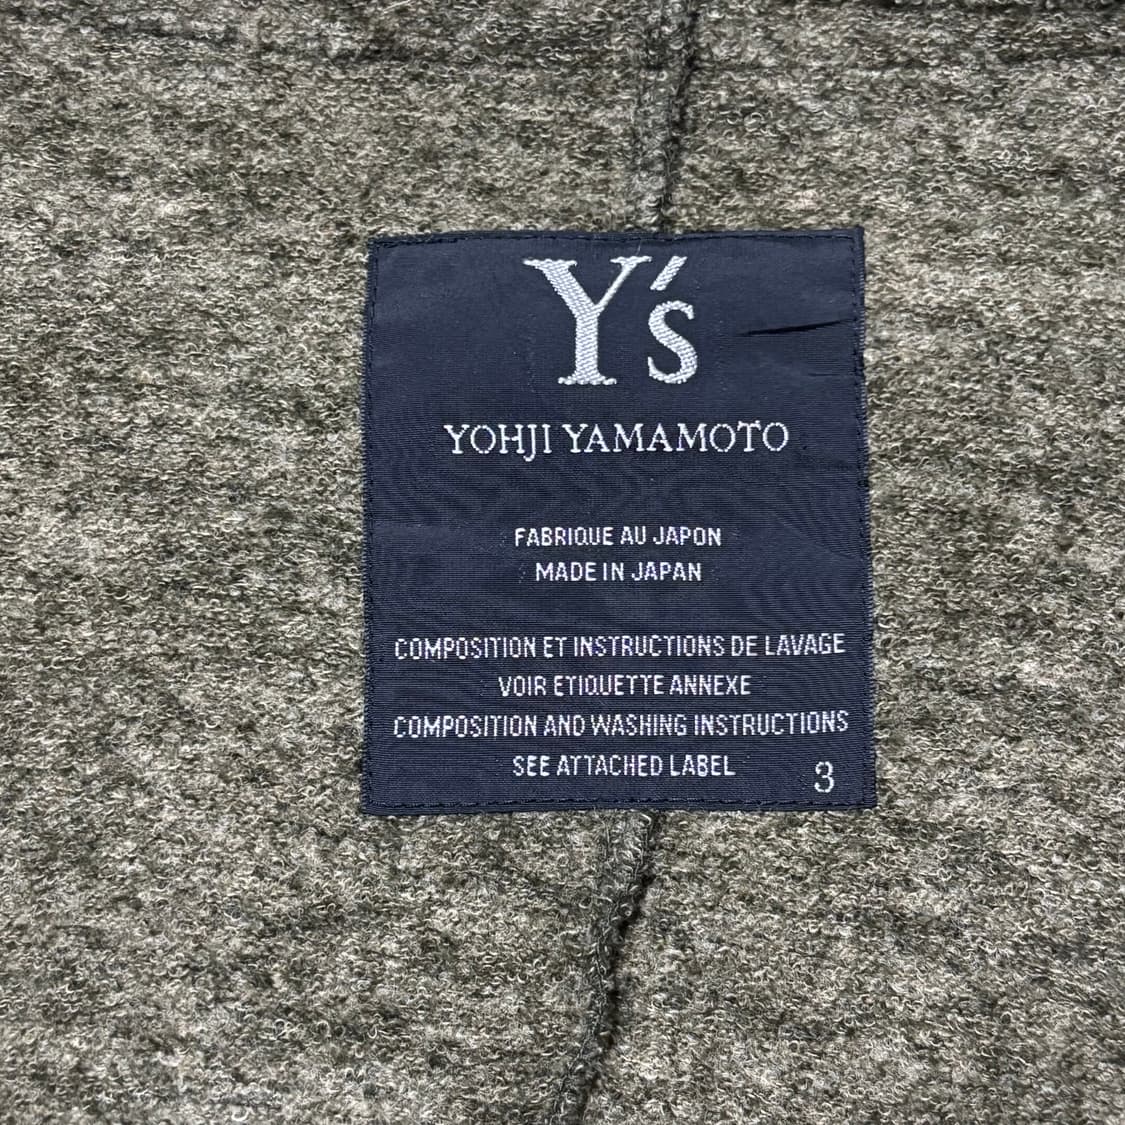 Y's
YOHJI YAMAMOTO
FABRIQUE AU JAPON
MADE IN JAPAN
COMPOSITION ET INSTRUCTIONS DE LAVAGE
VOIR ETIQUETTE ANNEXE
COMPOSITION AND WASHING INSTRUCTIONS
SEE ATTACHED LABEL
3